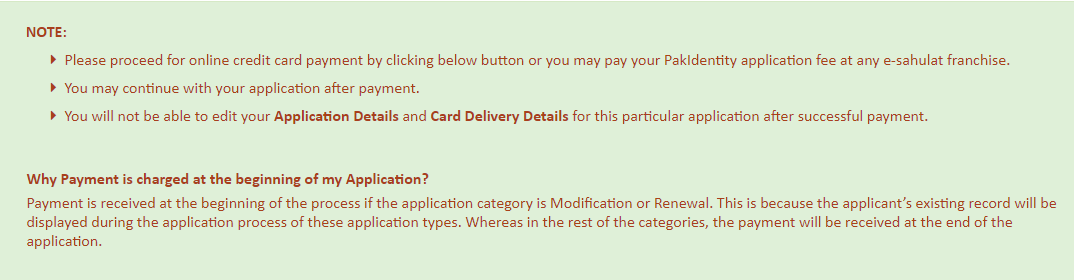 NOTE:
Please proceed for online credit card payment by clicking below button or you may pay your PakIdentity application fee at any e-sahulat franchise.
You may continue with your application after payment.
You will not be able to edit your Application Details and Card Delivery Details for this particular application after successful payment.
Why Payment is charged at the beginning of my Application?
Payment is received at the beginning of the process if the application category is Modification or Renewal. This is because the applicant's existing record will be
displayed during the application process of these application types. Whereas in the rest of the categories, the payment will be received at the end of the
application.